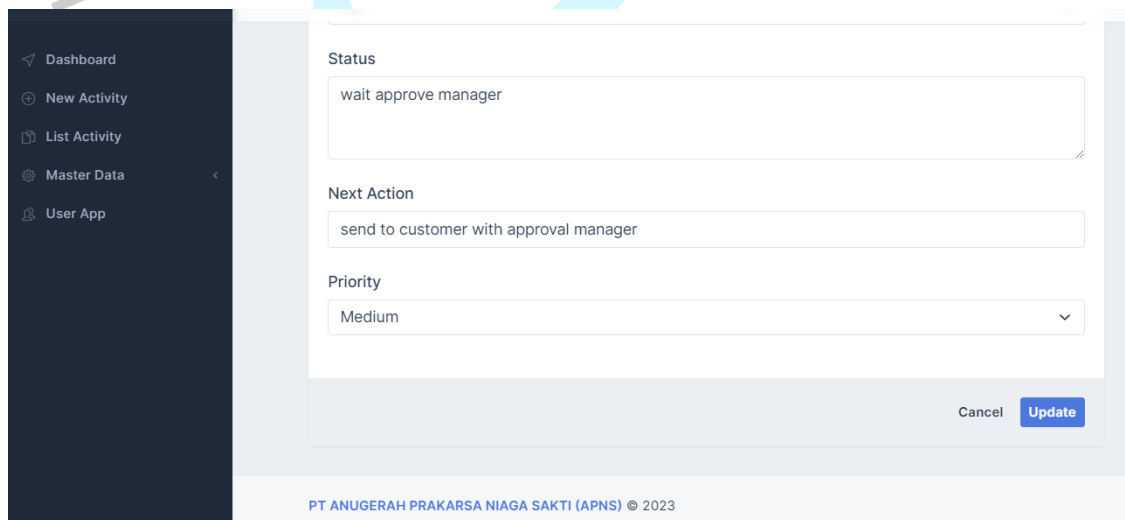 Dashboard
New Activity
List Activity
Master Data
User App
Status
wait approve manager
Next Action
send to customer with approval manager
Priority
Medium
Cancel
Update
PT ANUGERAH PRAKARSA NIAGA SAKTI (APNS) © 2023